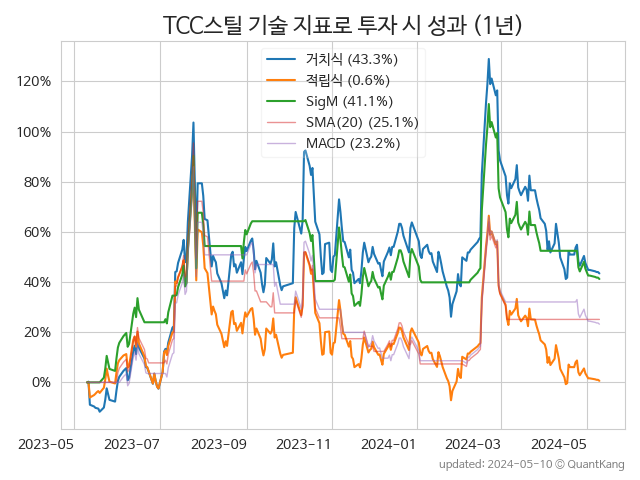 TCC스틸 기술 지표로 투자 시 성과 (1년)
거치식 (43.3%)
적립식 (0.6%)
SigM (41.1%)
SMA(20) (25.1%)
MACD (23.2%)
120%
100%
80%
60%
40%
20%
0%
2023-05 2023-07 2023-09 2023-11 2024-01 2024-03 2024-05
updated: 2024-05-10 © QuantKang